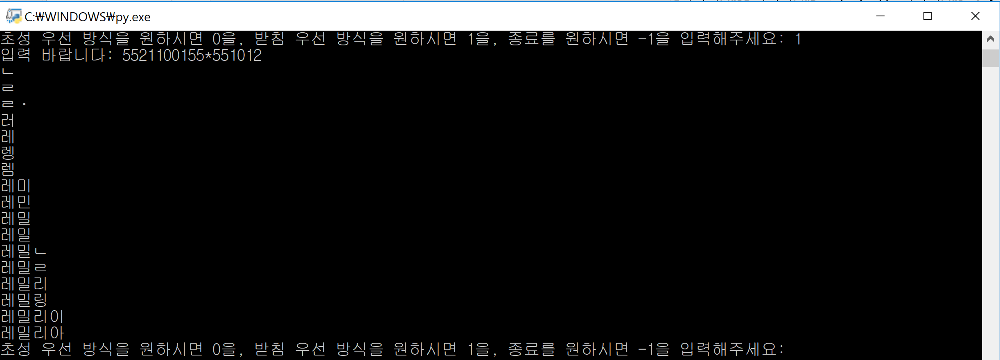 C:₩WINDOWS₩py.exe
초성 우선 방식을 원하시면 0을, 받침 우선 방식을 원하시면 1을, 종료를 원하시면 -1을 입력해주세요: 1
입력 바랍니다: 5521100155*551012
ㄴ
ㄹ
ㄹ·
러
레
렝
렘
레미
레민
레밀
레밀
레밀ㄴ
레밀ㄹ
레밀리
레밀링
레밀리이
레밀리아
초성 우선 방식을 원하시면 0을, 받침 우선 방식을 원하시면 1을, 종료를 원하시면 -1을 입력해주세요: